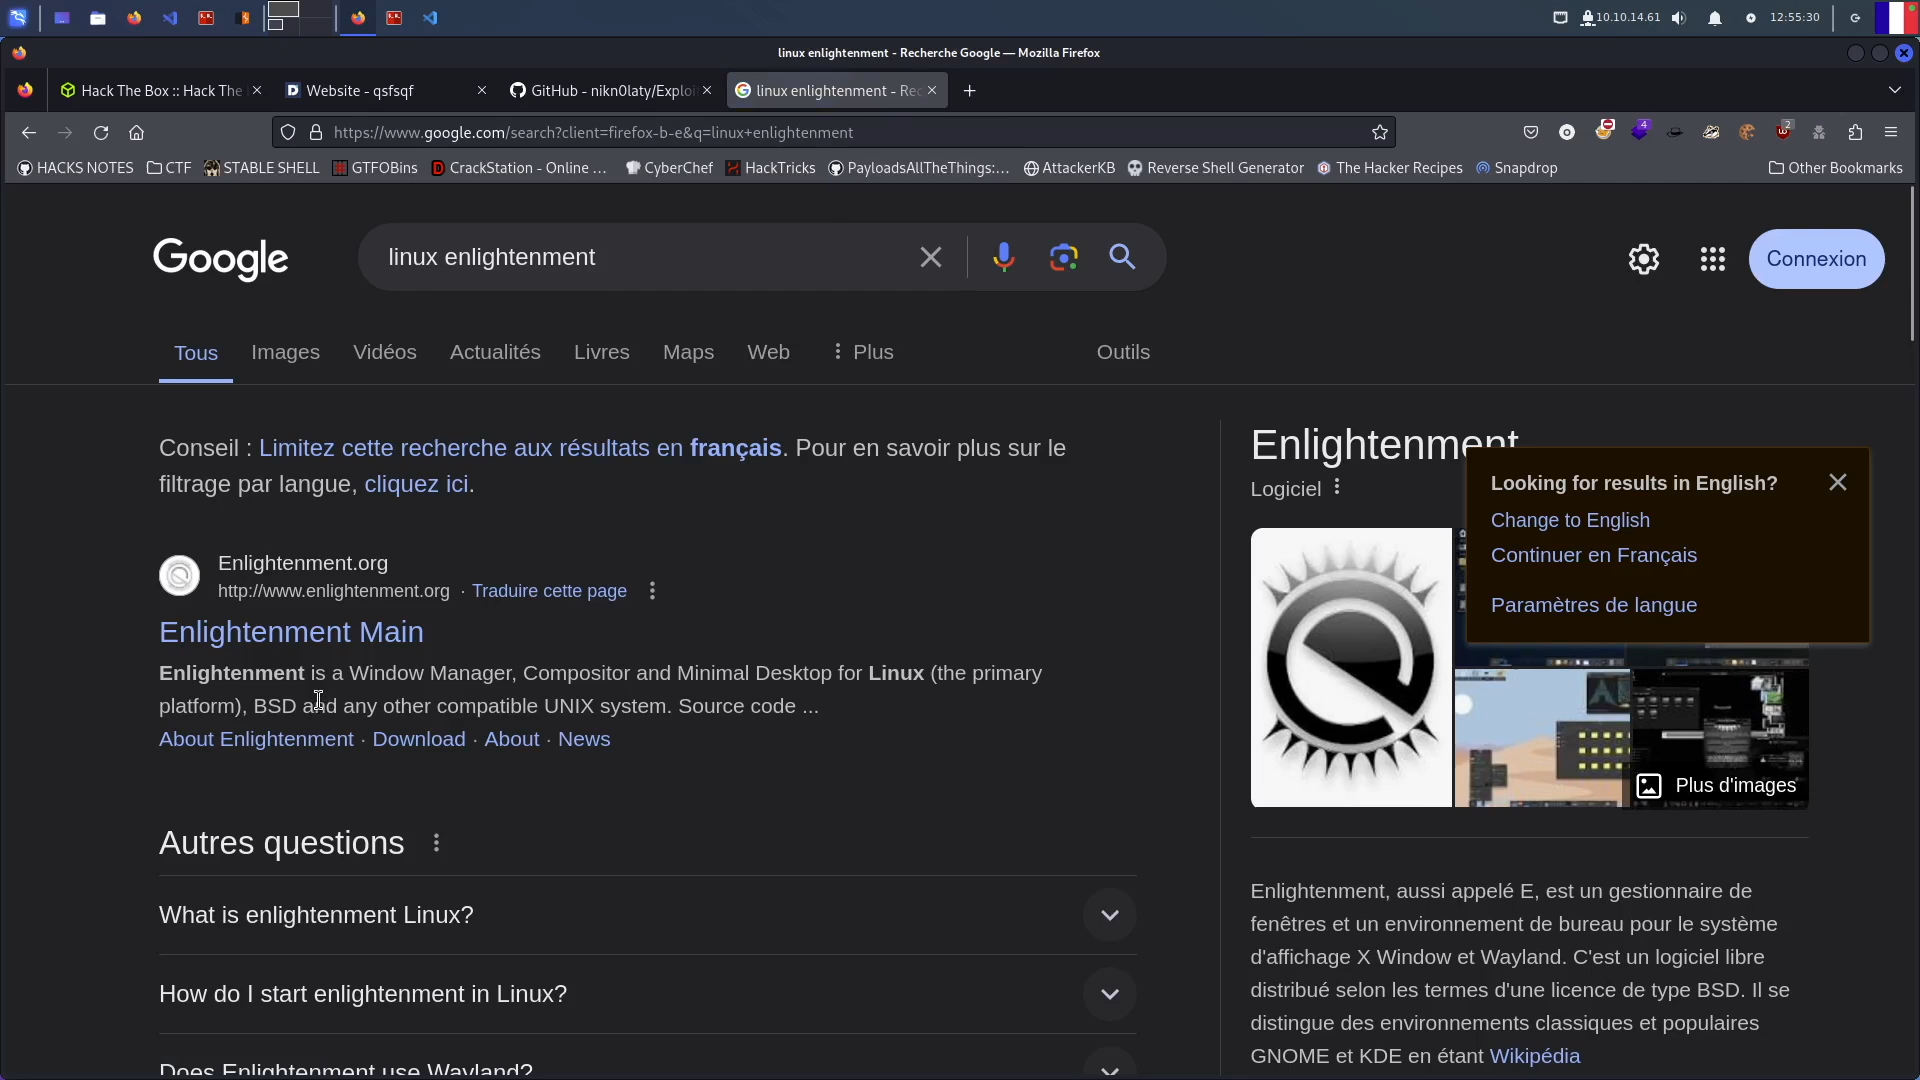 10.10.14.61
12:55:30
linux enlightenment - Recherche Google — Mozilla Firefox
Hack The Box :: Hack The
Website - qsfsqf
GitHub - nikn0laty/Exploi
linux enlightenment - Rec
https://www.google.com/search?client=firefox-b-e&q=linux+enlightenment
4
2
HACKS NOTES
CTF
STABLE SHELL
GTFOBins
CrackStation - Online ...
CyberChef
HackTricks
PayloadsAllTheThings:...
AttackerKB
Reverse Shell Generator
The Hacker Recipes
Snapdrop
Other Bookmarks
Google
linux enlightenment
Connexion
Tous
Images
Vidéos
Actualités
Livres
Maps
Web
Plus
Outils
Conseil : Limitez cette recherche aux résultats en français. Pour en savoir plus sur le
filtrage par langue, cliquez ici.
Enlightenment.org
http://www.enlightenment.org · Traduire cette page
Enlightenment Main
Enlightenment is a Window Manager, Compositor and Minimal Desktop for Linux (the primary
platform), BSD and any other compatible UNIX system. Source code ...
About Enlightenment · Download · About · News
Autres questions
What is enlightenment Linux?
How do I start enlightenment in Linux?
Does Enlightenment use Wayland?
Enlightenment
Logiciel
Looking for results in English?
Change to English
Continuer en Français
Paramètres de langue
Plus d'images
Enlightenment, aussi appelé E, est un gestionnaire de
fenêtres et un environnement de bureau pour le système
d'affichage X Window et Wayland. C'est un logiciel libre
distribué selon les termes d'une licence de type BSD. Il se
distingue des environnements classiques et populaires
GNOME et KDE en étant Wikipédia